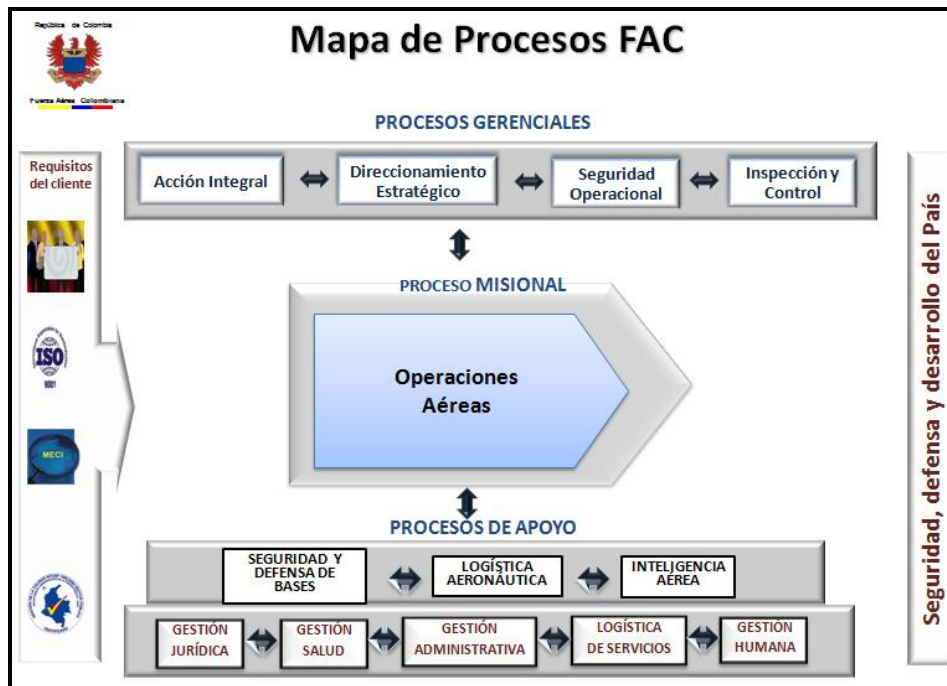 República de Colombia
Fuerza Aérea Colombiana
Mapa de Procesos FAC
PROCESOS GERENCIALES
Requisitos
del cliente
Acción Integral
Direccionamiento
Estratégico
Seguridad
Operacional
Inspección y
Control
PROCESO MISIONAL
Operaciones
Aéreas
ISO
9001
MECI
PROCESOS DE APOYO
SEGURIDAD Y
DEFENSA DE
BASES
LOGÍSTICA
AERONÁUTICA
INTELIGENCIA
AÉREA
GESTIÓN
JURÍDICA
GESTIÓN
SALUD
GESTIÓN
ADMINISTRATIVA
LOGÍSTICA
DE SERVICIOS
GESTIÓN
HUMANA
Seguridad, defensa y desarrollo del País